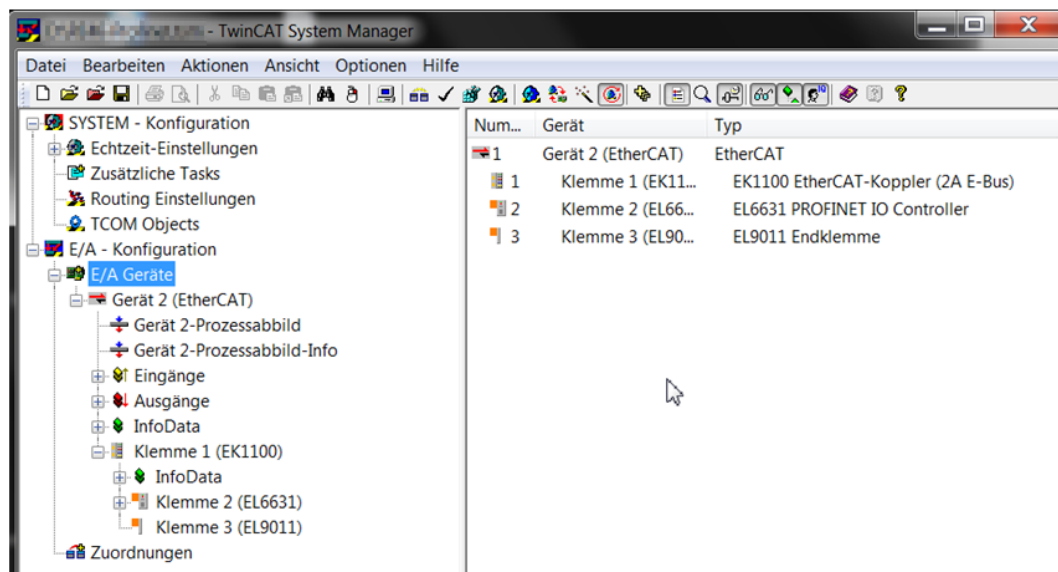 - TwinCAT System Manager
Datei Bearbeiten Aktionen Ansicht Optionen Hilfe
SYSTEM - Konfiguration
Echtzeit-Einstellungen
Zusätzliche Tasks
Routing Einstellungen
TCOM Objects
E/A - Konfiguration
E/A Geräte
Gerät 2 (EtherCAT)
Gerät 2-Prozessabbild
Gerät 2-Prozessabbild-Info
Eingänge
Ausgänge
InfoData
Klemme 1 (EK1100)
InfoData
Klemme 2 (EL6631)
Klemme 3 (EL9011)
Zuordnungen
Num... Gerät Typ
1 Gerät 2 (EtherCAT) EtherCAT
1 Klemme 1 (EK11... EK1100 EtherCAT-Koppler (2A E-Bus)
2 Klemme 2 (EL66... EL6631 PROFINET IO Controller
3 Klemme 3 (EL90... EL9011 Endklemme